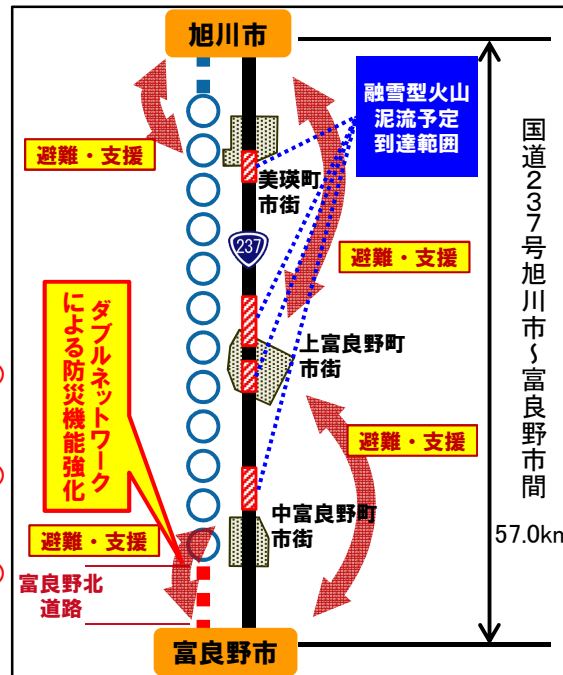 旭川市
融雪型火山
泥流予定
到達範囲
避難・支援
美瑛町
市街
237
避難・支援
国道237号旭川市～富良野市間
57.0km
ダブルネットワーク
による防災機能強化
上富良野町
市街
避難・支援
中富良野町
市街
避難・支援
富良野北
道路
富良野市